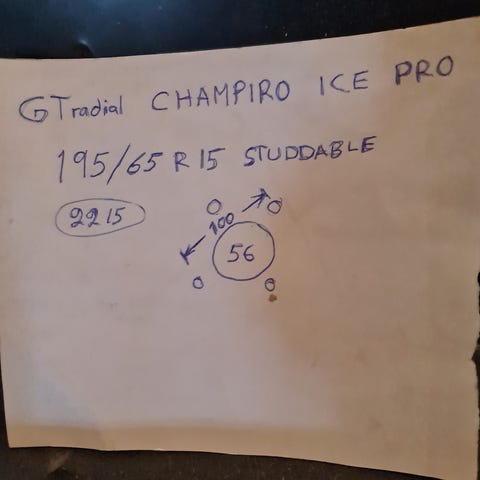 GTradial CHAMPIRO ICE PRO
195/65 R15 STUDDABLE
2215
100
56